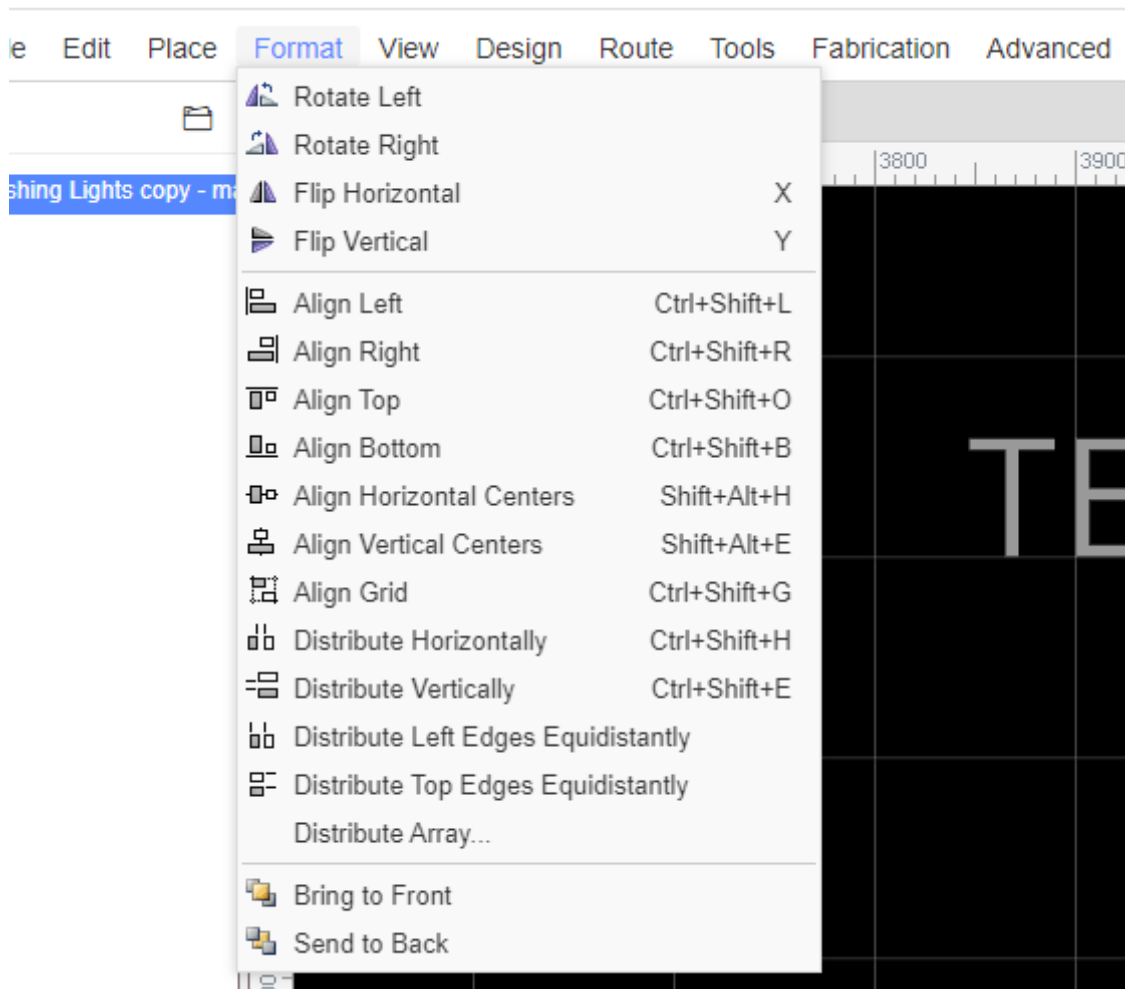 le Edit Place Format View Design Route Tools Fabrication Advanced
3800 3900
shing Lights copy - ma
Rotate Left
Rotate Right
Flip Horizontal X
Flip Vertical Y
Align Left Ctrl+Shift+L
Align Right Ctrl+Shift+R
Align Top Ctrl+Shift+O
Align Bottom Ctrl+Shift+B
Align Horizontal Centers Shift+Alt+H
Align Vertical Centers Shift+Alt+E
Align Grid Ctrl+Shift+G
Distribute Horizontally Ctrl+Shift+H
Distribute Vertically Ctrl+Shift+E
Distribute Left Edges Equidistantly
Distribute Top Edges Equidistantly
Distribute Array...
Bring to Front
Send to Back
TE